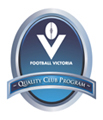 FOOTBALL VICTORIA
~ QUALITY CLUB PROGRAM ~